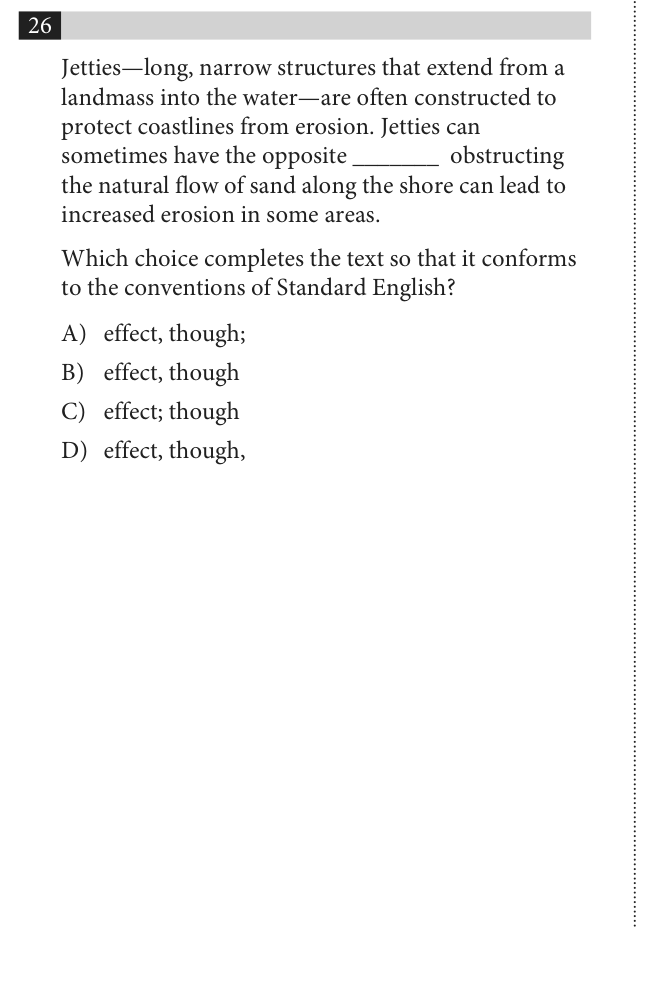 26
Jetties—long, narrow structures that extend from a
landmass into the water—are often constructed to
protect coastlines from erosion. Jetties can
sometimes have the opposite _______ obstructing
the natural flow of sand along the shore can lead to
increased erosion in some areas.
Which choice completes the text so that it conforms
to the conventions of Standard English?
A) effect, though;
B) effect, though
C) effect; though
D) effect, though,